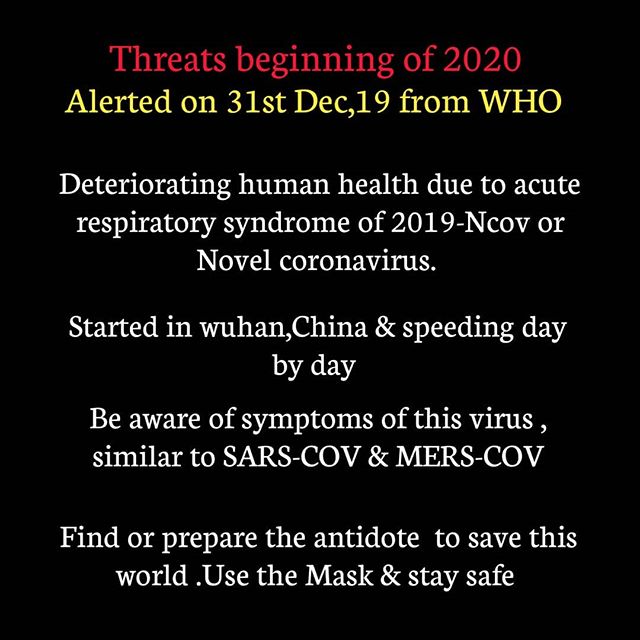 Threats beginning of 2020
Alerted on 31st Dec,19 from WHO
Deteriorating human health due to acute
respiratory syndrome of 2019-Ncov or
Novel coronavirus.
Started in wuhan,China & speeding day
by day
Be aware of symptoms of this virus ,
similar to SARS-COV & MERS-COV
Find or prepare the antidote  to save this
world .Use the Mask & stay safe